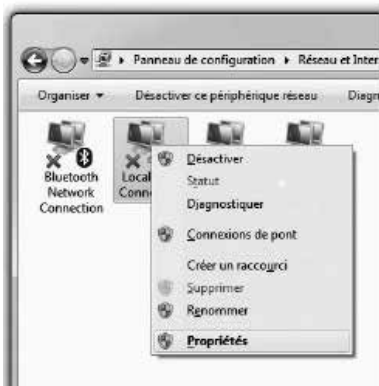 Panneau de configuration ▸ Réseau et Inter
Organiser Désactiver ce périphérique réseau Diagn
Bluetooth Network Connection
Local
Conne
Désactiver
Statut
Diagnostiquer
Connexions de pont
Créer un raccourci
Supprimer
Renommer
Propriétés